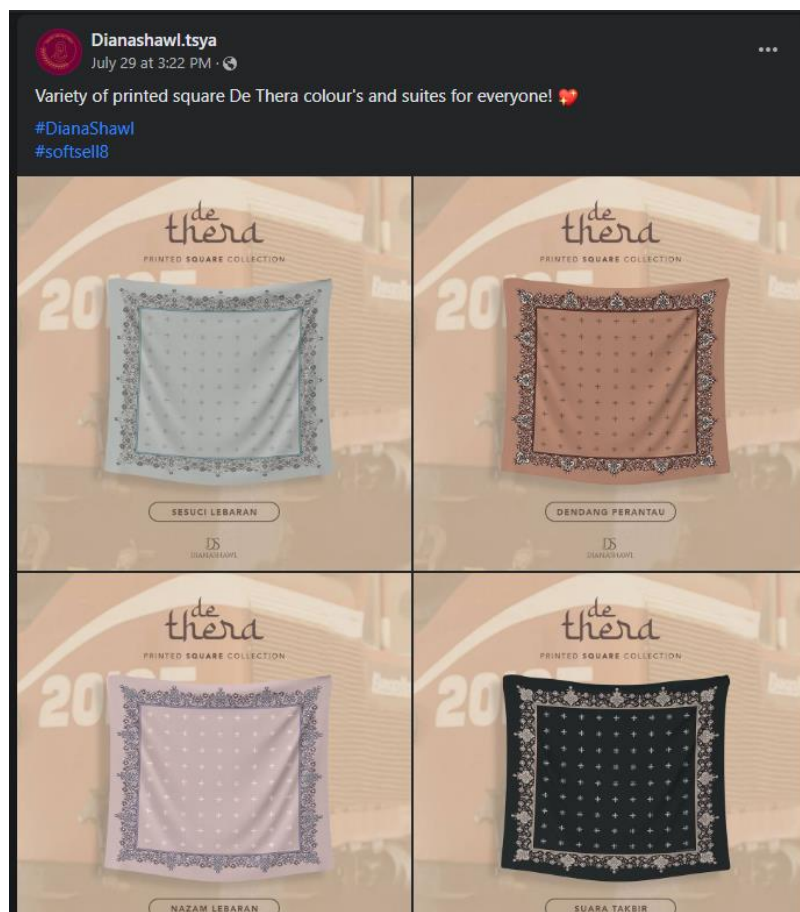 Dianashawl.tsya
July 29 at 3:22 PM ·
Variety of printed square De Thera colour's and suites for everyone! 💖
#DianaShawl
#softsell8
de
thera
PRINTED SQUARE COLLECTION
SESUCI LEBARAN
DS
DIANASHAWL
de
thera
PRINTED SQUARE COLLECTION
DENDANG PERANTAU
DS
DIANASHAWL
de
thera
PRINTED SQUARE COLLECTION
NAZAM LEBARAN
de
thera
PRINTED SQUARE COLLECTION
SUARA TAKBIR